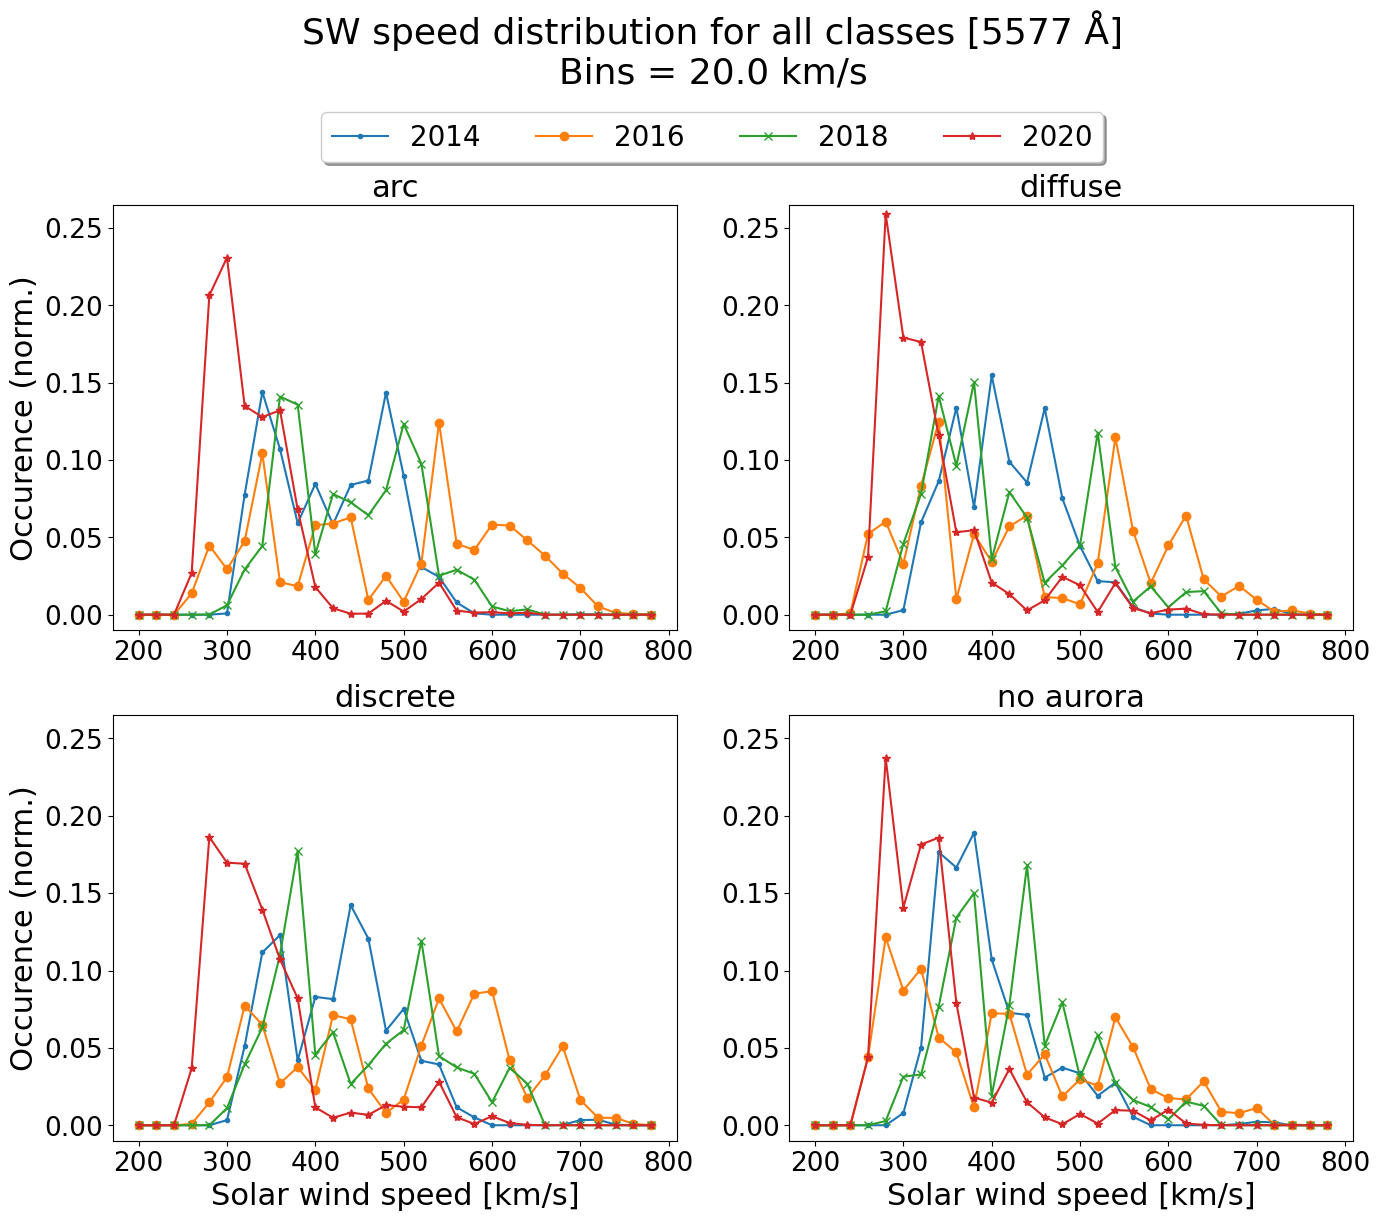 SW speed distribution for all classes [5577 Å]
Bins = 20.0 km/s
2014 2016 2018 2020
arc
diffuse
Occurence (norm.)
0.25
0.20
0.15
0.10
0.05
0.00
200 300 400 500 600 700 800
0.25
0.20
0.15
0.10
0.05
0.00
200 300 400 500 600 700 800
discrete
no aurora
Occurence (norm.)
0.25
0.20
0.15
0.10
0.05
0.00
200 300 400 500 600 700 800
Solar wind speed [km/s]
0.25
0.20
0.15
0.10
0.05
0.00
200 300 400 500 600 700 800
Solar wind speed [km/s]